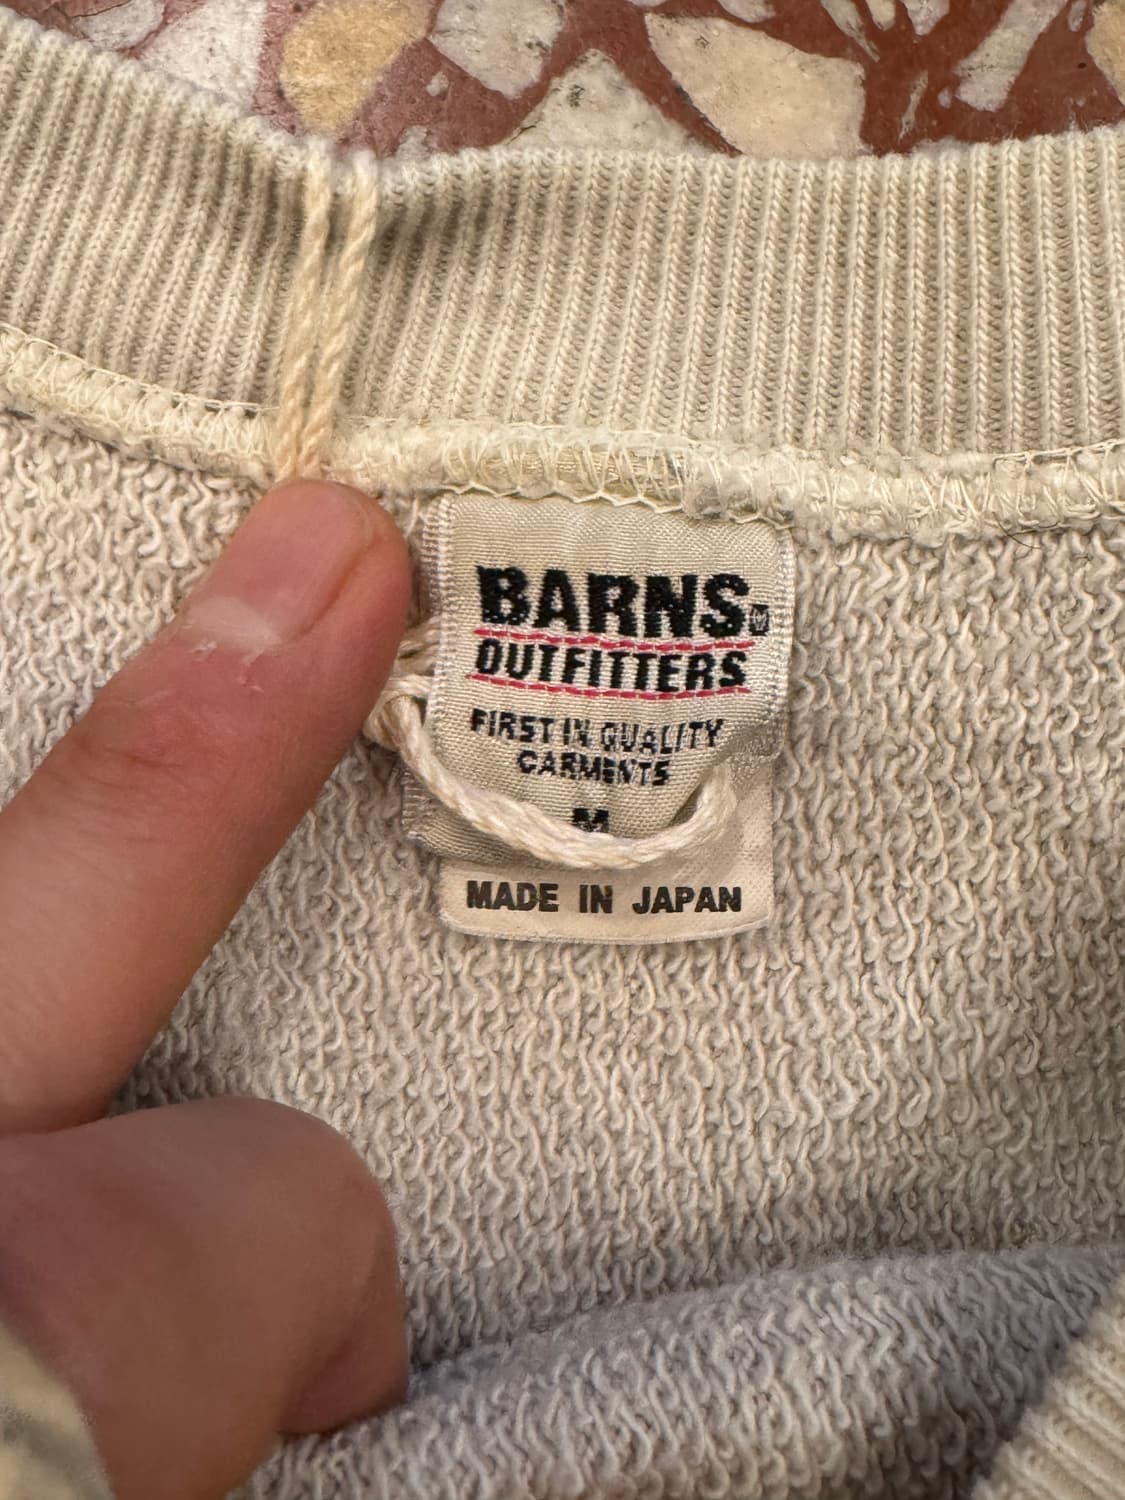 BARNS
OUTFITTERS
FIRST IN QUALITY
GARMENTS
M
MADE IN JAPAN